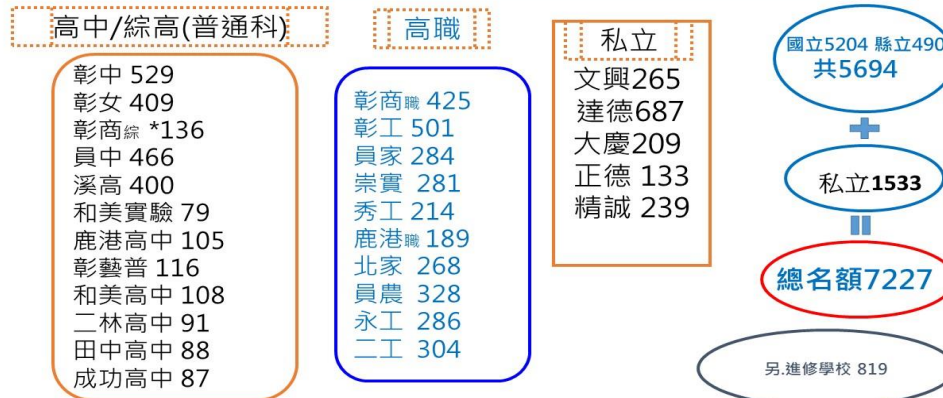 高中/綜高(普通科)
彰中 529
彰女 409
彰商綜 *136
員中 466
溪高 400
和美實驗 79
鹿港高中 105
彰藝普 116
和美高中 108
二林高中 91
田中高中 88
成功高中 87
高職
彰商職 425
彰工 501
員家 284
崇實 281
秀工 214
鹿港職 189
北家 268
員農 328
永工 286
二工 304
私立
文興265
達德687
大慶209
正德 133
精誠 239
國立5204 縣立490
共5694
私立1533
總名額7227
另.進修學校 819